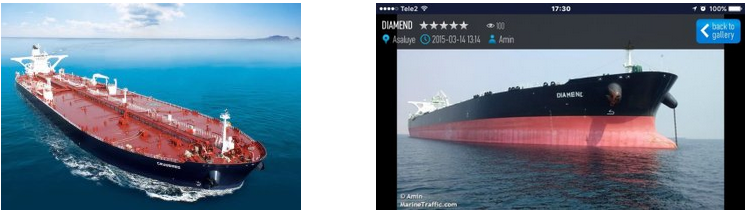 Tele2 17:30 100%
DIAMEND ★★★★★ 100
back to
gallery
Asaluye 2015-03-14 13:14 Amin
© Amin
MarineTraffic.com